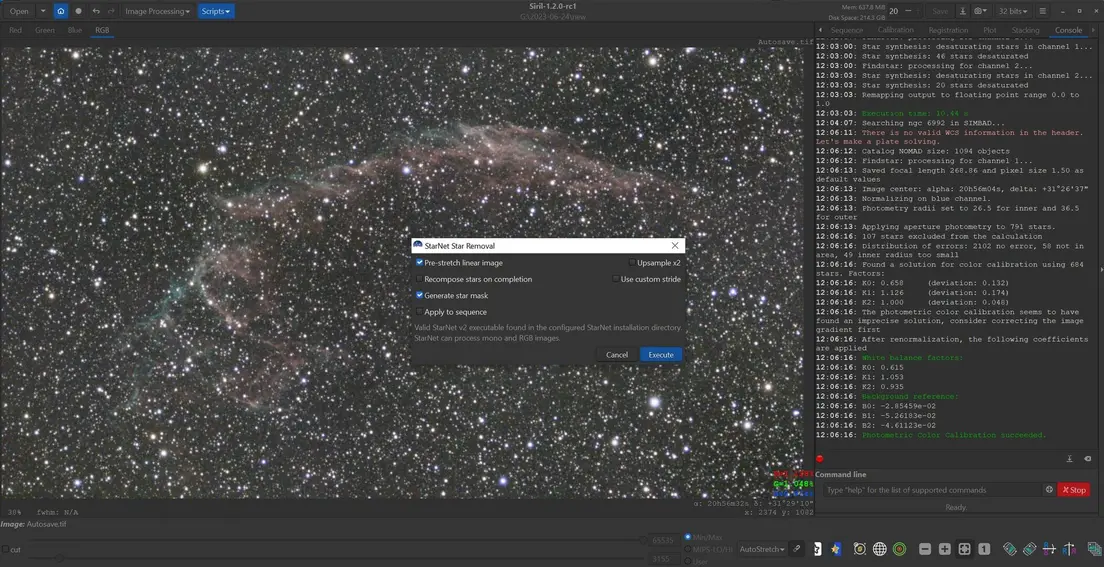 Siril-1.2.0-rc1
Open
Image Processing
Scripts
G:\2023-06-24\view
Mem: 637.8 MB
Disk Space: 214.3 GB
20
Save
32 bits
Red
Green
Blue
RGB
Sequence
Calibration
Registration
Plot
Stacking
Console
Autosave.tif
12:03:00: Star synthesis: desaturating stars in channel 1...
12:03:00: Star synthesis: 46 stars desaturated
12:03:00: Findstar: processing for channel 2...
12:03:03: Star synthesis: desaturating stars in channel 2...
12:03:03: Star synthesis: 20 stars desaturated
12:03:03: Remapping output to floating point range 0.0 to
1.0
12:03:03: Execution time: 10.44 s
12:04:07: Searching ngc 6992 in SIMBAD...
12:06:11: There is no valid WCS information in the header.
Let's make a plate solving.
12:06:12: Catalog NOMAD size: 1094 objects
12:06:12: Findstar: processing for channel 1...
12:06:13: Saved focal length 268.86 and pixel size 1.50 as
default values
12:06:13: Image center: alpha: 20h56m04s, delta: +31°26'37"
12:06:13: Normalizing on blue channel.
12:06:13: Photometry radii set to 26.5 for inner and 36.5
for outer
12:06:13: Applying aperture photometry to 791 stars.
12:06:16: 107 stars excluded from the calculation
12:06:16: Distribution of errors: 2102 no error, 58 not in
area, 49 inner radius too small
12:06:16: Found a solution for color calibration using 684
stars. Factors:
12:06:16: K0: 0.658 (deviation: 0.132)
12:06:16: K1: 1.126 (deviation: 0.174)
12:06:16: K2: 1.000 (deviation: 0.048)
12:06:16: The photometric color calibration seems to have
found an imprecise solution, consider correcting the image
gradient first
12:06:16: After renormalization, the following coefficients
are applied
12:06:16: White balance factors:
12:06:16: K0: 0.615
12:06:16: K1: 1.053
12:06:16: K2: 0.935
12:06:16: Background reference:
12:06:16: B0: -2.85459e-02
12:06:16: B1: -5.26183e-02
12:06:16: B2: -4.61123e-02
12:06:16: Photometric Color Calibration succeeded.
StarNet Star Removal
Pre-stretch linear image
Upsample x2
Recompose stars on completion
Use custom stride
Generate star mask
Apply to sequence
Valid StarNet v2 executable found in the configured StarNet installation directory.
StarNet can process mono and RGB images.
Cancel
Execute
Command line
Type "help" for the list of supported commands
Stop
Ready
G=1.048%
38%
fwhm: N/A
α: 20h56m32s δ: +31°29'10"
x: 2374 y: 1082
Image: Autosave.tif
cut
65535
Min/Max
MIPS-LO/HI
User
AutoStretch